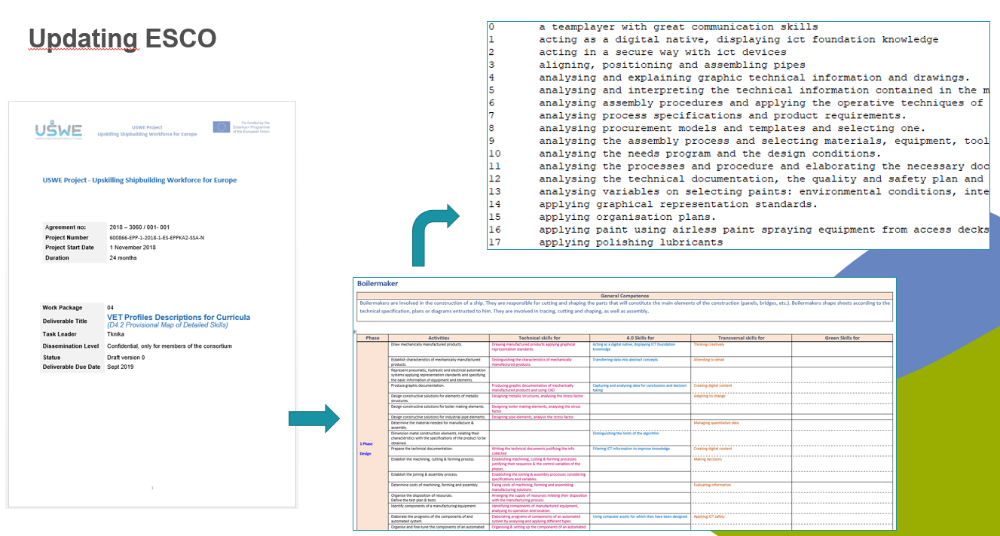 Updating ESCO
USWE
USWE Project
Upskilling Shipbuilding Workforce for Europe
Co-funded by the
Erasmus+ Programme
of the European Union
USWE Project - Upskilling Shipbuilding Workforce for Europe
Agreement no: 2018 – 3060 / 001- 001
Project Number 600866-EPP-1-2018-1-ES-EPPKA2-SSA-N
Project Start Date 1 November 2018
Duration 24 months
Work Package 04
Deliverable Title VET Profiles Descriptions for Curricula
(D4.2 Provisional Map of Detailed Skills)
Task Leader Tknika
Dissemination Level Confidential, only for members of the consortium
Status Draft version 0
Deliverable Due Date Sept 2019
1
0 a teamplayer with great communication skills
1 acting as a digital native, displaying ict foundation knowledge
2 acting in a secure way with ict devices
3 aligning, positioning and assembling pipes
4 analysing and explaining graphic technical information and drawings.
5 analysing and interpreting the technical information contained in the m
6 analysing assembly procedures and applying the operative techniques of
7 analysing process specifications and product requirements.
8 analysing procurement models and templates and selecting one.
9 analysing the assembly process and selecting materials, equipment, tool
10 analysing the needs program and the design conditions.
11 analysing the processes and procedure and elaborating the necessary doc
12 analysing the technical documentation, the quality and safety plan and
13 analysing variables on selecting paints: environmental conditions, inte
14 applying graphical representation standards.
15 applying organisation plans.
16 applying paint using airless paint spraying equipment from access decks
17 applying polishing lubricants
Boilermaker
General Competence
Boilermakers are involved in the construction of a ship. They are responsible for cutting and shaping the parts that will constitute the main elements of the construction (panels, bridges, etc.). Boilermakers shape sheets according to the
technical specification, plans or diagrams entrusted to him. They are involved in tracing, cutting and shaping, as well as assembly.
Phase Activities Technical skills for 4.0 Skills for Transversal skills for Green Skills for
1 Phase
Design
Draw mechanically manufactured products.
Drawing manufactured products applying graphical
representation standards.
Acting as a digital native, displaying ICT foundation
knowledge
Thinking creatively
Establish characteristics of mechanically manufactured
products.
Distinguishing the characteristics of mechanically
manufactured products.
Transferring data into abstract concepts
Attending to detail
Represent pneumatic, hydraulic and electrical automation
systems applying representation standards and specifying
the basic information of equipment and elements.
Produce graphic documentation.
Producing graphic documentation of mechanically
manufactured products and using CAD.
Capturing and analysing data for conclusions and decision
taking
Creating digital content
Design constructive solutions for elements of metallic
structures.
Designing metallic structures, analysing the stress factor.
Adapting to change
Design constructive solutions for boiler making elements.
Designing boiler making elements, analysing the stress
factor.
Design constructive solutions for industrial pipe elements.
Designing pipe elements, analysis the stress factor.
Determine the material needed for manufacture &
assembly.
Managing quantitative data
Dimension metal construction elements, relating their
characteristics with the specifications of the product to be
obtained.
Distinguishing the limits of the algorithm
Prepare the technical documentation.
Writing the technical documents justifying the info
collected
Filtering ICT information to improve knowledge
Creating digital content
Establish the machining, cutting & forming process.
Establishing machining, cutting & forming processes
justifying their sequence & the control variables of the
phases.
Making decisions
Establish the joining & assembly process.
Establishing the joining & assembly processes considering
specifications and variables.
Determine costs of machining, forming and assembly.
Fixing costs of machining, forming and assembling
manufacturing solutions.
Evaluating information
Organise the disposition of resources.
Define the test plan & tests.
Arranging the supply of resources relating their disposition
with the manufacturing process.
Identify components of a manufacturing equipment.
Identifying components of manufactured equipment,
analysing its operation and location.
Elaborate the programs of the components of and
automated system.
Elaborating programs of components of an automated
system by analysing and applying different types.
Using computer assets for which they have been designed
Applying ICT safety
Organise and fine-tune the components of an automated
Organising & setting up the components of an automated